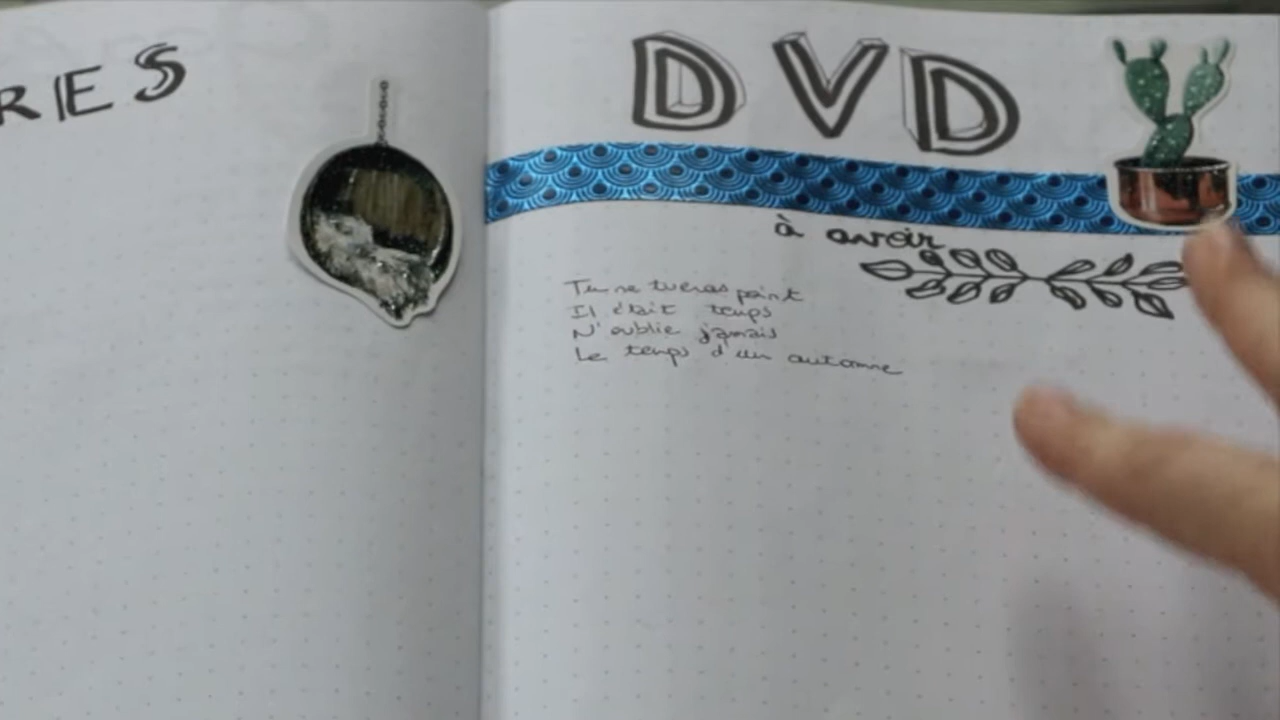 RES
DVD
à avoir
Tu ne tueras point
Il était temps
N'oublie jamais
Le temps d'un automne